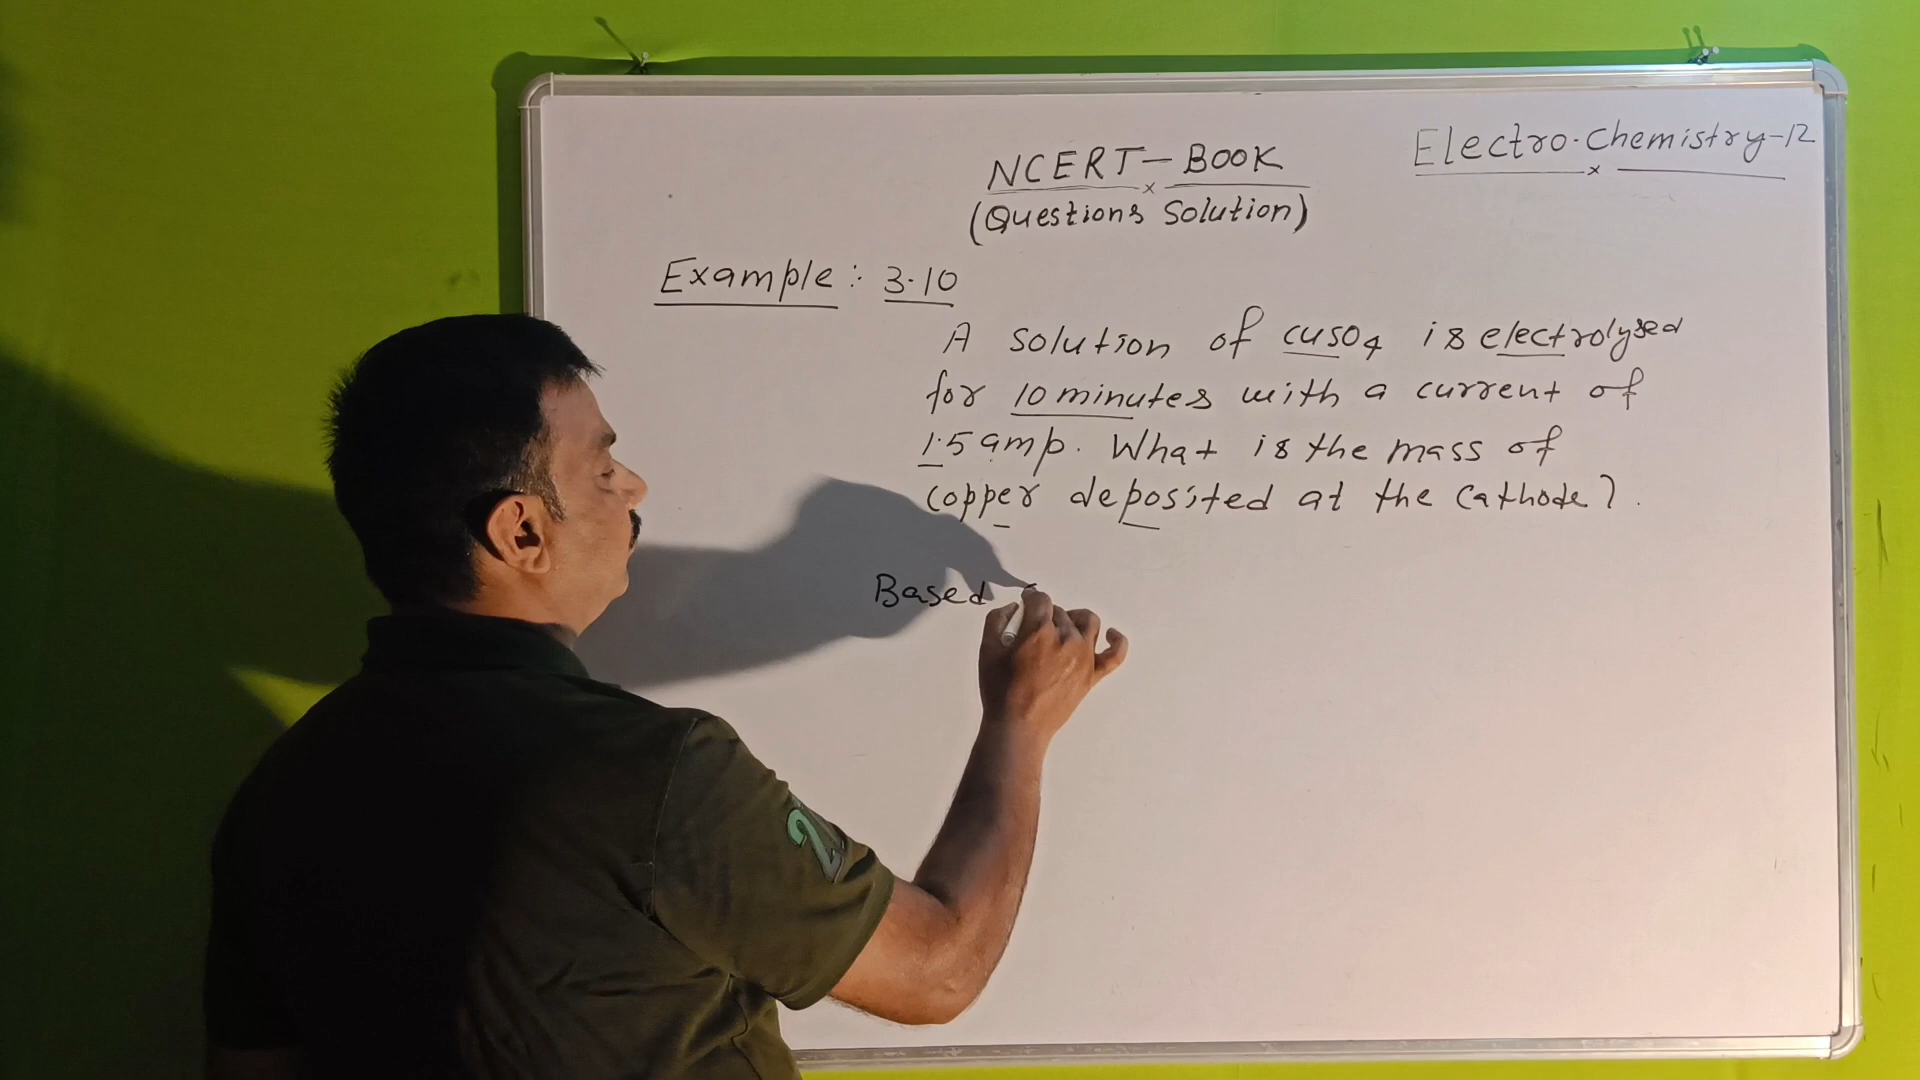 Electro-Chemistry-12
NCERT-BOOK
(Questions Solution)
Example: 3.10
A solution of cuso4 is electrolysed
for 10 minutes with a current of
1.5 amp. What is the mass of
copper deposited at the cathode?.
Based
2